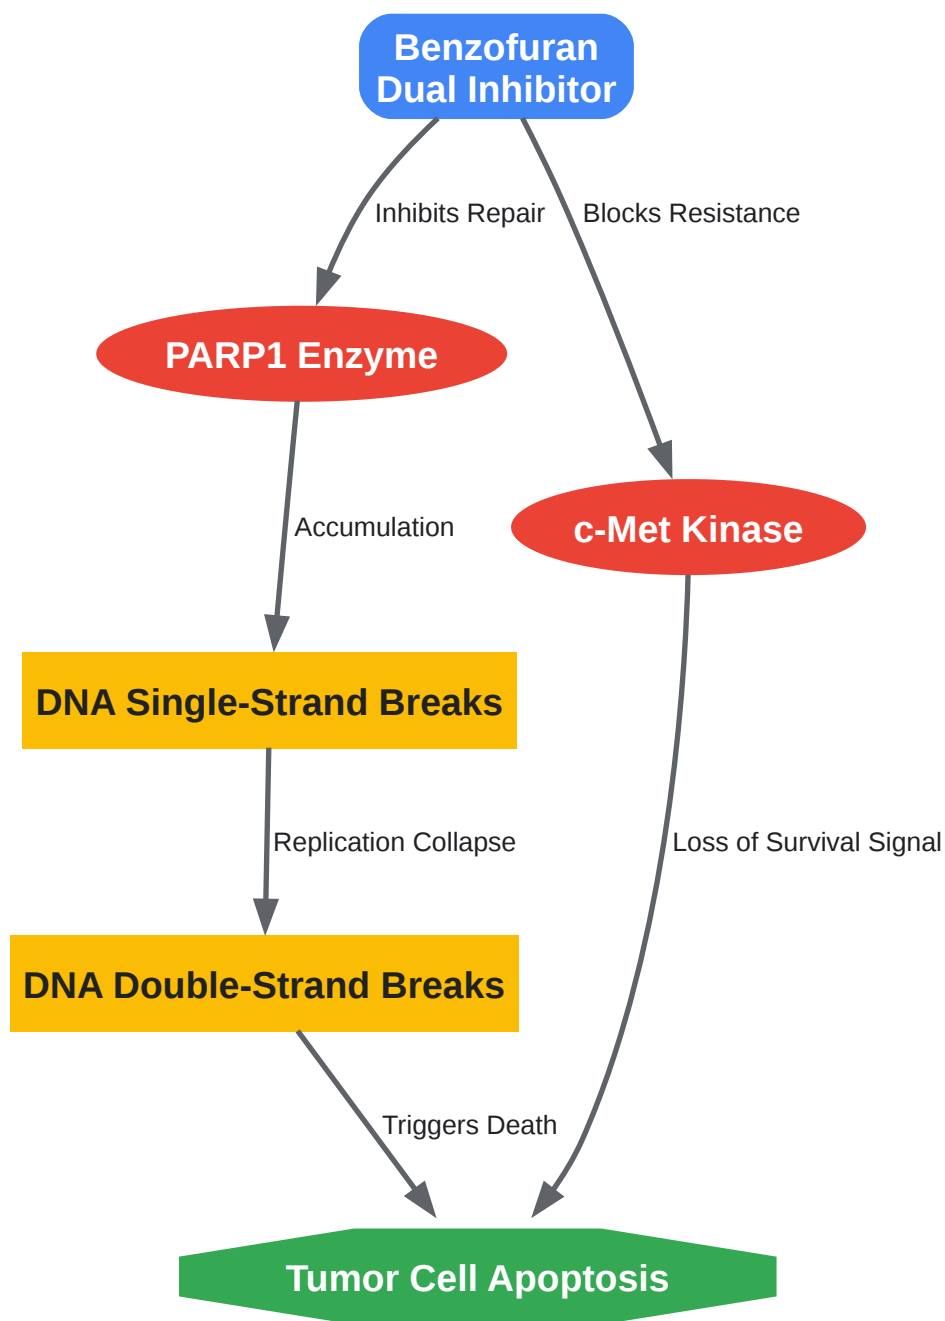 Benzofuran
Dual Inhibitor
Inhibits Repair
Blocks Resistance
PARP1 Enzyme
Accumulation
c-Met Kinase
DNA Single-Strand Breaks
Replication Collapse
Loss of Survival Signal
DNA Double-Strand Breaks
Triggers Death
Tumor Cell Apoptosis